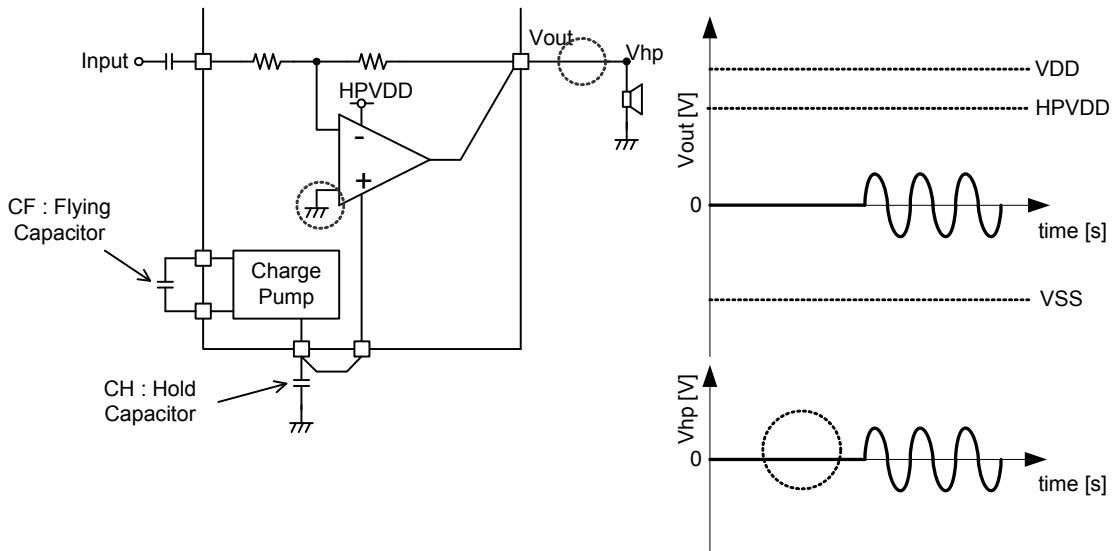 Input
Vout
Vhp
HPVDD
-
+
CF : Flying
Capacitor
Charge
Pump
CH : Hold
Capacitor
Vout [V]
VDD
HPVDD
0
time [s]
VSS
Vhp [V]
0
time [s]